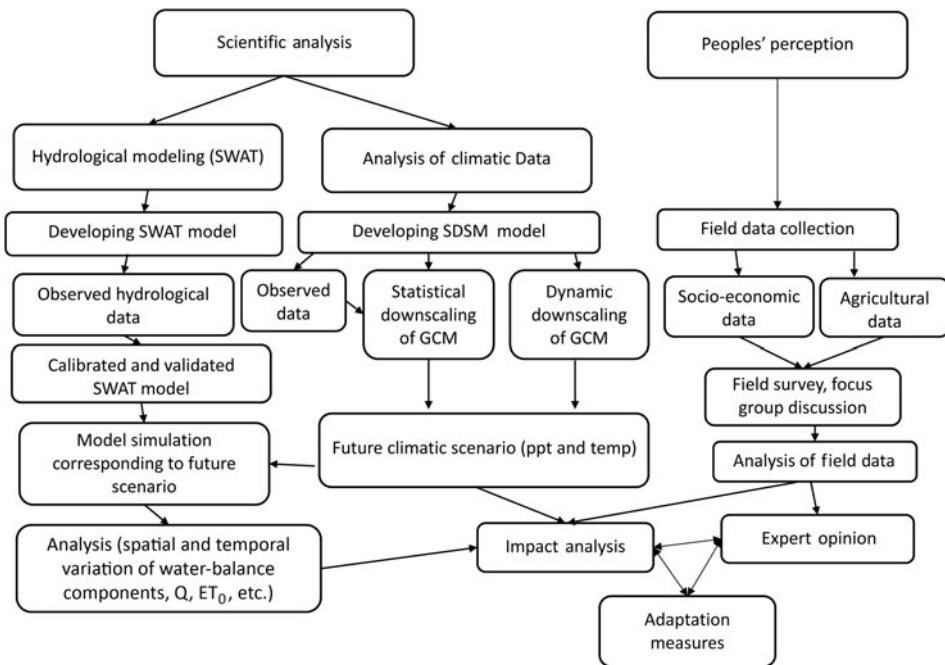 Scientific analysis
Peoples' perception
Hydrological modeling (SWAT)
Analysis of climatic Data
Developing SWAT model
Developing SDSM model
Field data collection
Observed hydrological
data
Observed
data
Statistical
downscaling
of GCM
Dynamic
downscaling
of GCM
Socio-economic
data
Agricultural
data
Calibrated and validated
SWAT model
Field survey, focus
group discussion
Model simulation
corresponding to future
scenario
Future climatic scenario (ppt and temp)
Analysis of field data
Analysis (spatial and temporal
variation of water-balance
components, Q, ET₀, etc.)
Impact analysis
Expert opinion
Adaptation
measures